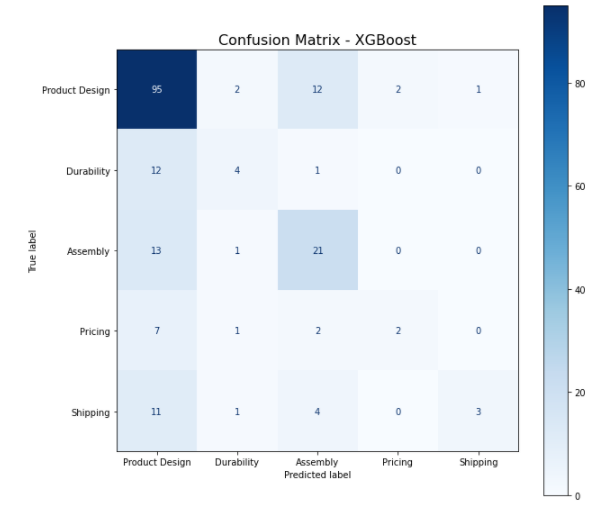 Confusion Matrix - XGBoost
True label
Product Design 95 2 12 2 1
Durability 12 4 1 0 0
Assembly 13 1 21 0 0
Pricing 7 1 2 2 0
Shipping 11 1 4 0 3
Product Design Durability Assembly Pricing Shipping
Predicted label
80
60
40
20
0